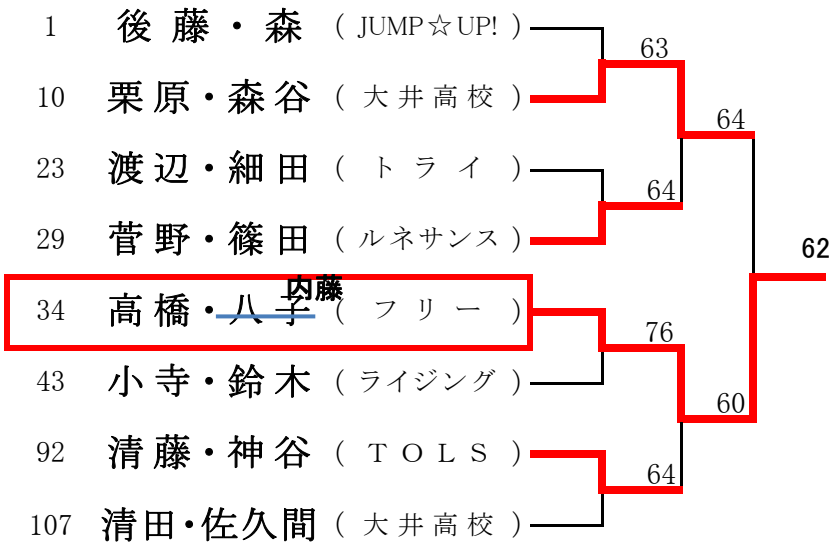 1 後藤・森 ( JUMP☆UP! )
63
10 栗原・森谷 ( 大井高校 )
64
23 渡辺・細田 ( トライ )
64
29 菅野・篠田 ( ルネサンス )
62
内藤
34 高橋・八子 ( フリー )
76
43 小寺・鈴木 ( ライジング )
60
92 清藤・神谷 ( TOLS )
64
107 清田・佐久間 ( 大井高校 )